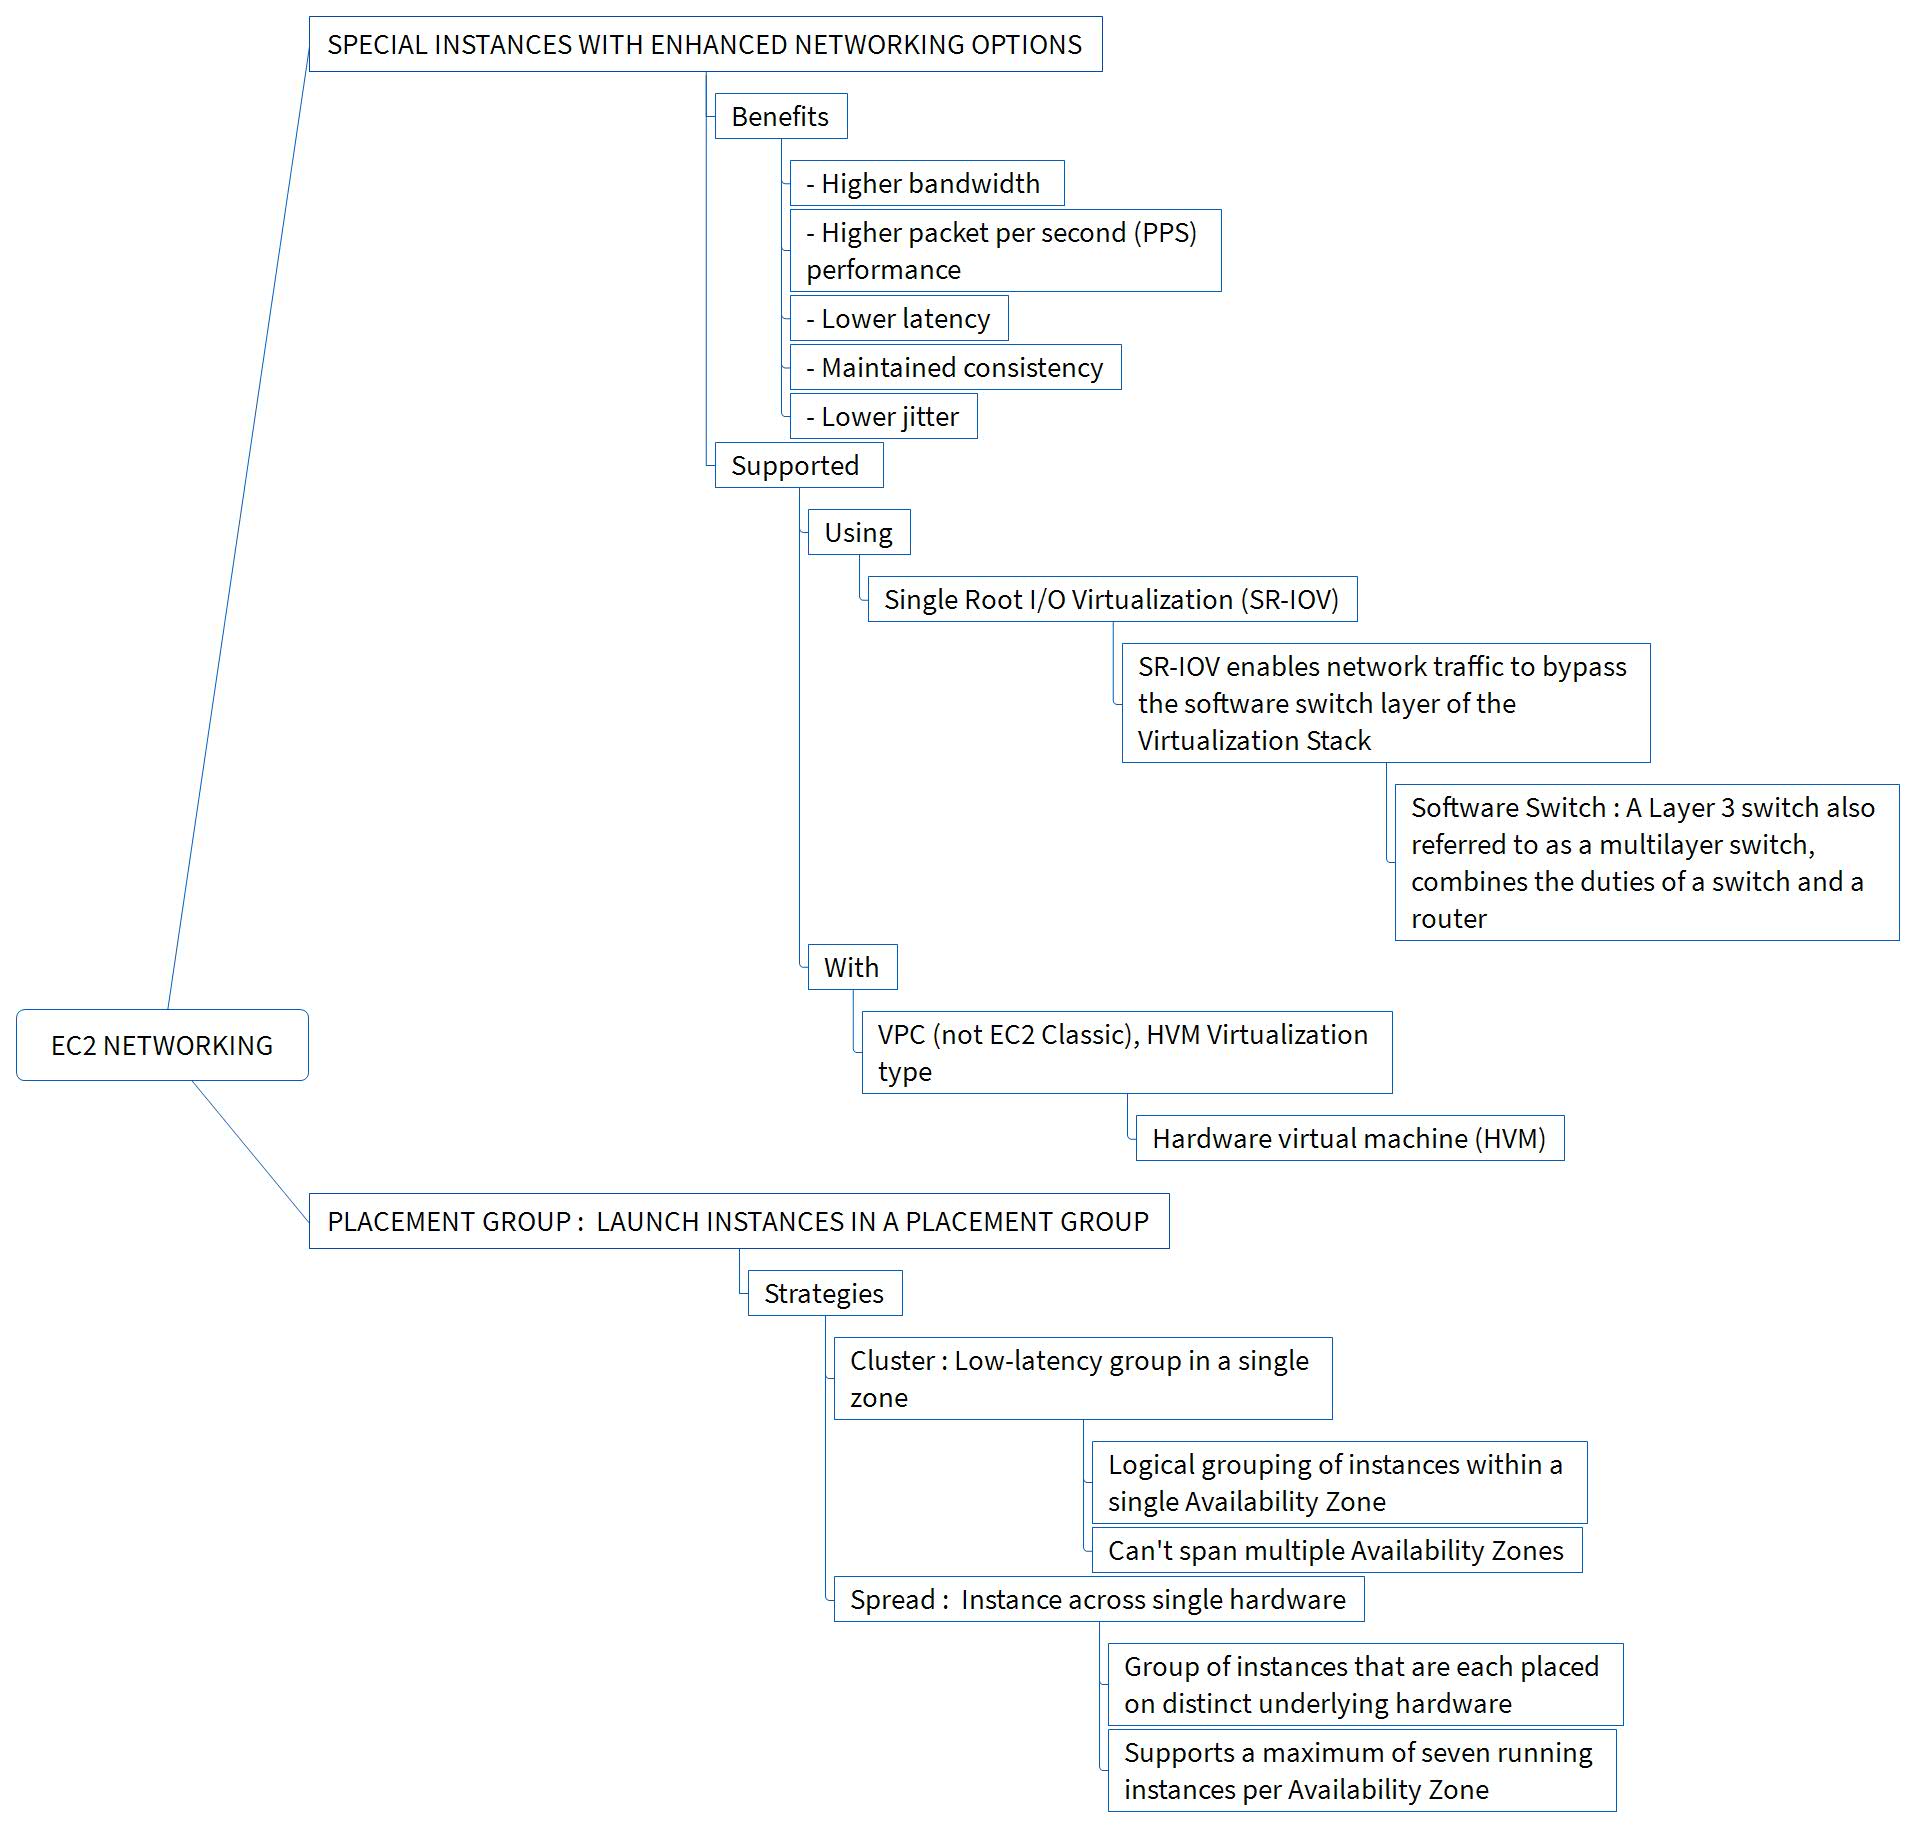 SPECIAL INSTANCES WITH ENHANCED NETWORKING OPTIONS
Benefits
- Higher bandwidth
- Higher packet per second (PPS)
performance
- Lower latency
- Maintained consistency
- Lower jitter
Supported
Using
Single Root I/O Virtualization (SR-IOV)
SR-IOV enables network traffic to bypass
the software switch layer of the
Virtualization Stack
Software Switch : A Layer 3 switch also
referred to as a multilayer switch,
combines the duties of a switch and a
router
With
VPC (not EC2 Classic), HVM Virtualization
type
Hardware virtual machine (HVM)
EC2 NETWORKING
PLACEMENT GROUP :  LAUNCH INSTANCES IN A PLACEMENT GROUP
Strategies
Cluster : Low-latency group in a single
zone
Logical grouping of instances within a
single Availability Zone
Can't span multiple Availability Zones
Spread :  Instance across single hardware
Group of instances that are each placed
on distinct underlying hardware
Supports a maximum of seven running
instances per Availability Zone